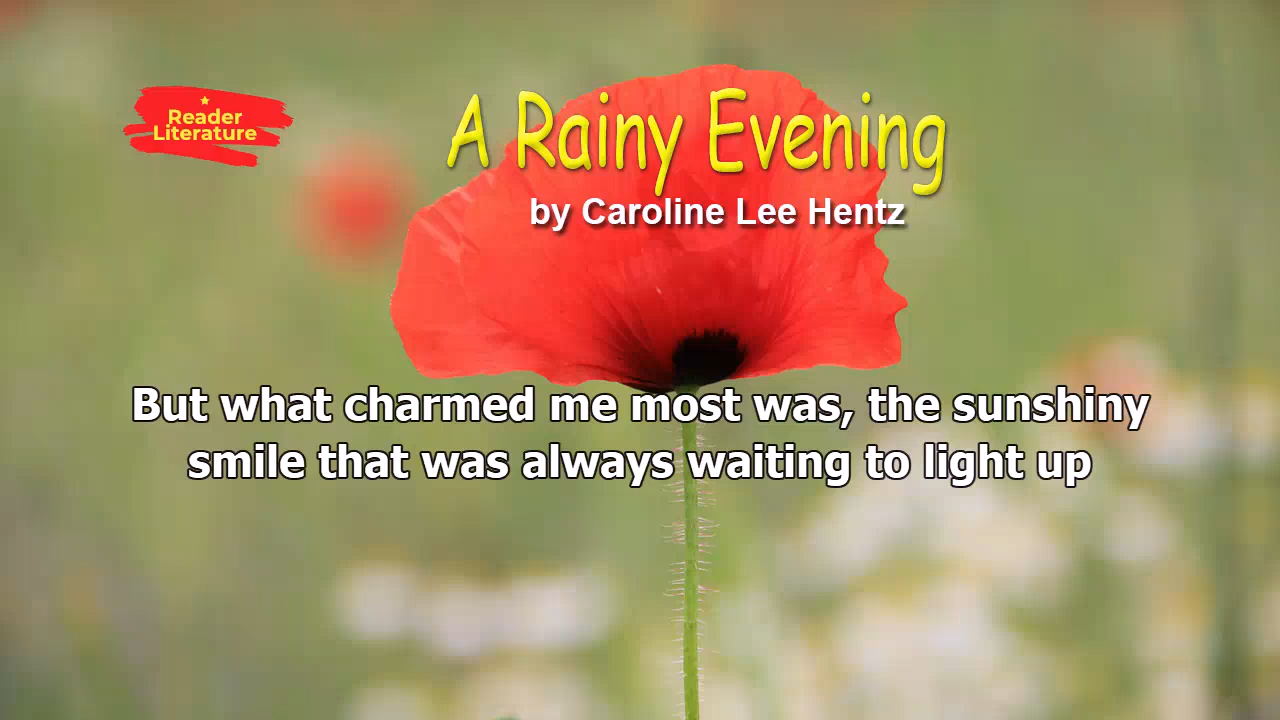 Reader
Literature
A Rainy Evening
by Caroline Lee Hentz
But what charmed me most was, the sunshiny
smile that was always waiting to light up